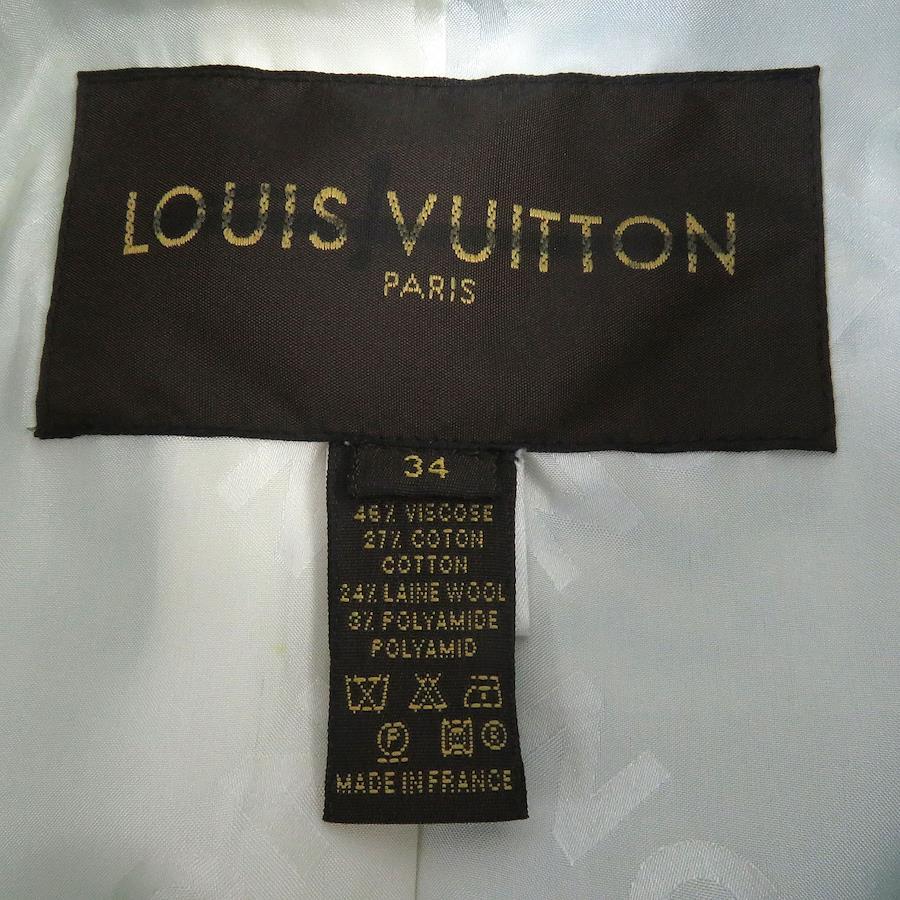 LOUIS VUITTON
PARIS
34
46% VISCOSE
27% COTON
COTTON
24% LAINE WOOL
3% POLYAMIDE
POLYAMID
P
MADE IN FRANCE